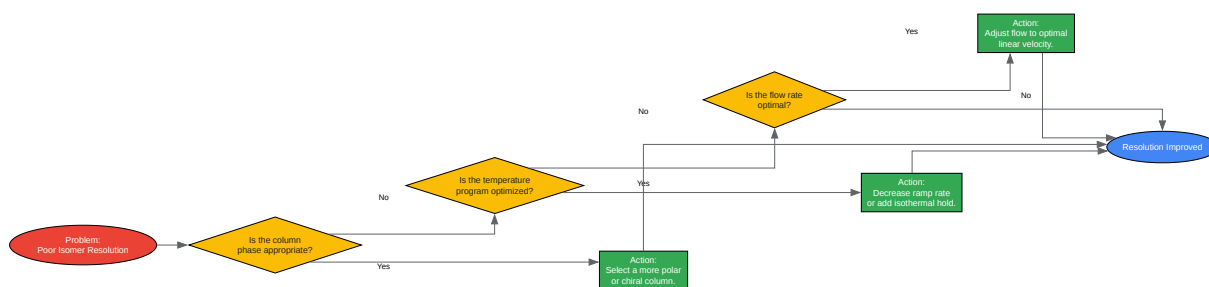 Yes
Action:
Adjust flow to optimal
linear velocity.
Is the flow rate
optimal?
No
No
Resolution Improved
Is the temperature
program optimized?
Yes
Action:
Decrease ramp rate
or add isothermal hold.
No
Problem:
Poor Isomer Resolution
Is the column
phase appropriate?
Yes
Action:
Select a more polar
or chiral column.